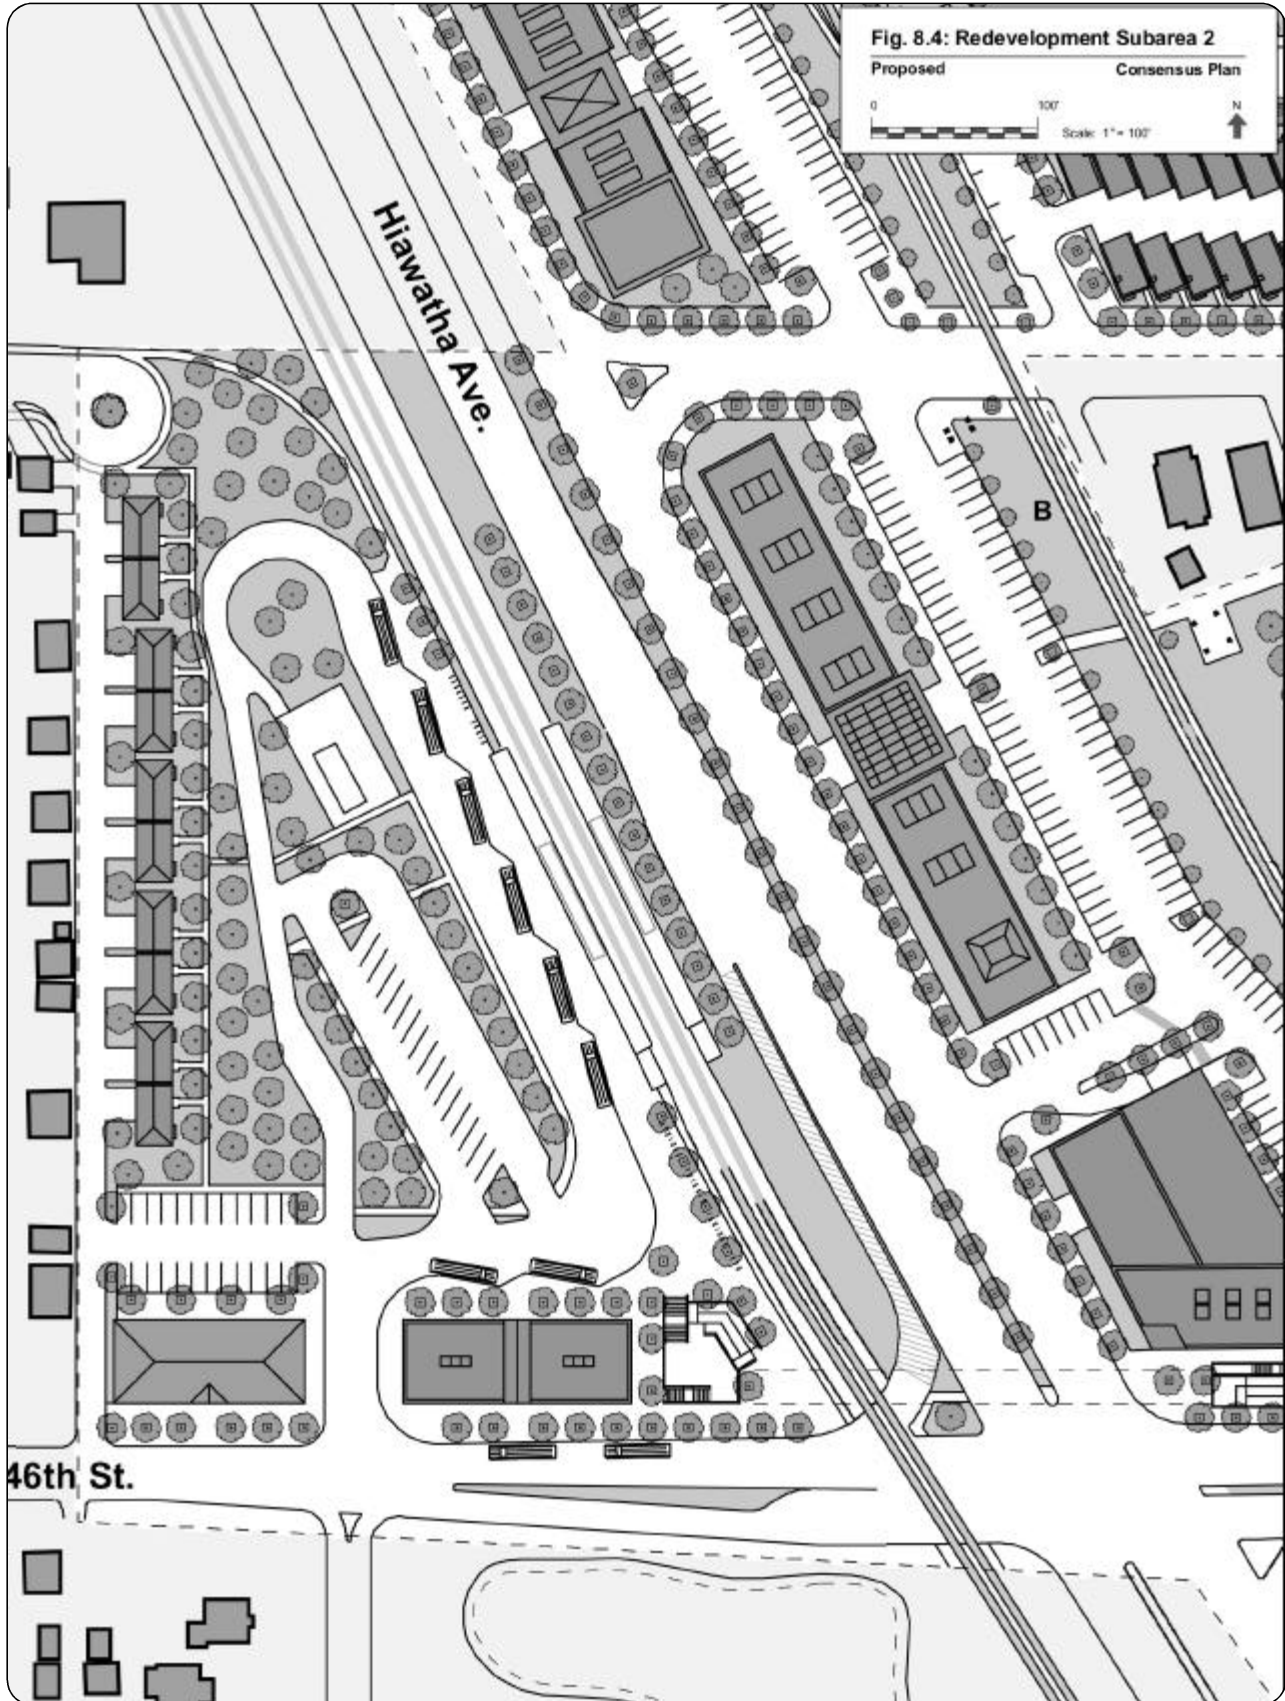 Fig. 8.4: Redevelopment Subarea 2
Proposed Consensus Plan
0 100' N
Scale: 1" = 100'
Hiawatha Ave.
B
46th St.